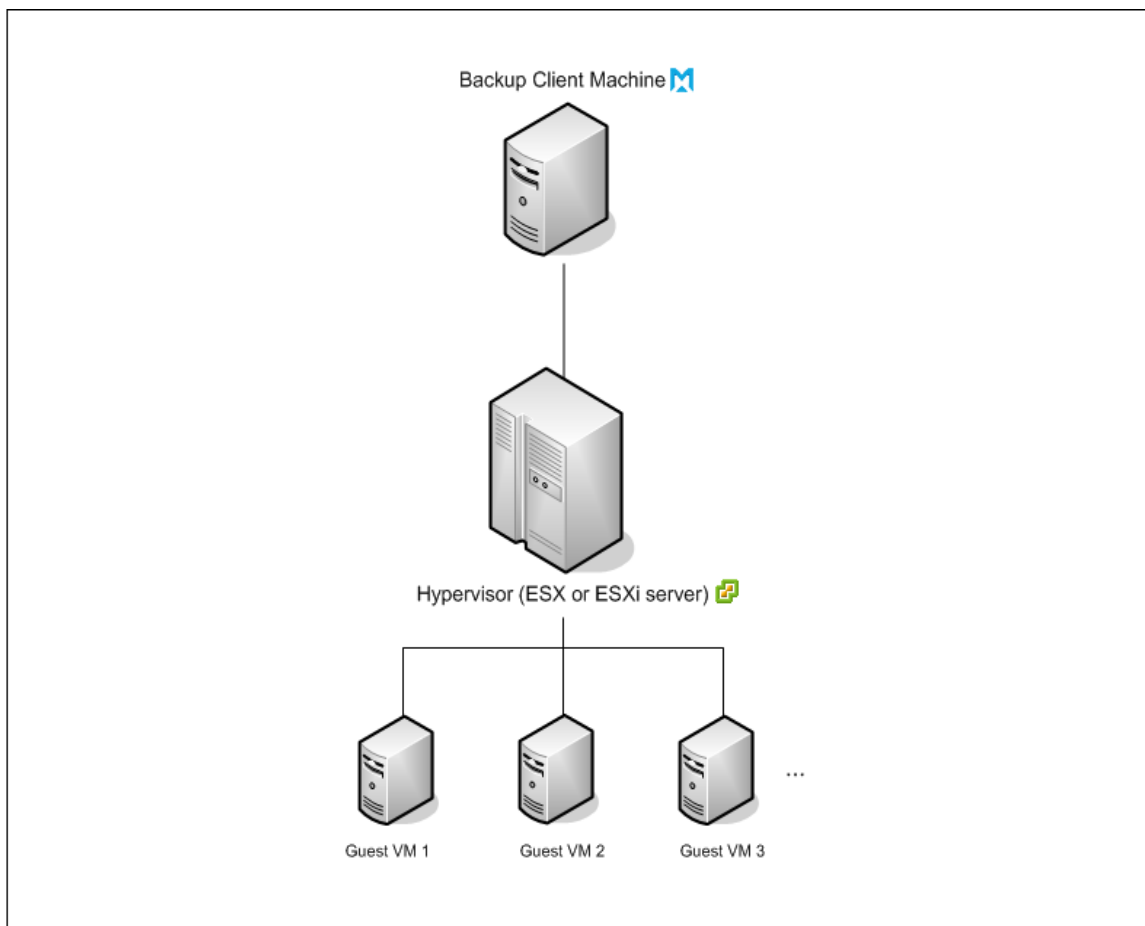 Backup Client Machine
Hypervisor (ESX or ESXi server)
Guest VM 1
Guest VM 2
Guest VM 3
...